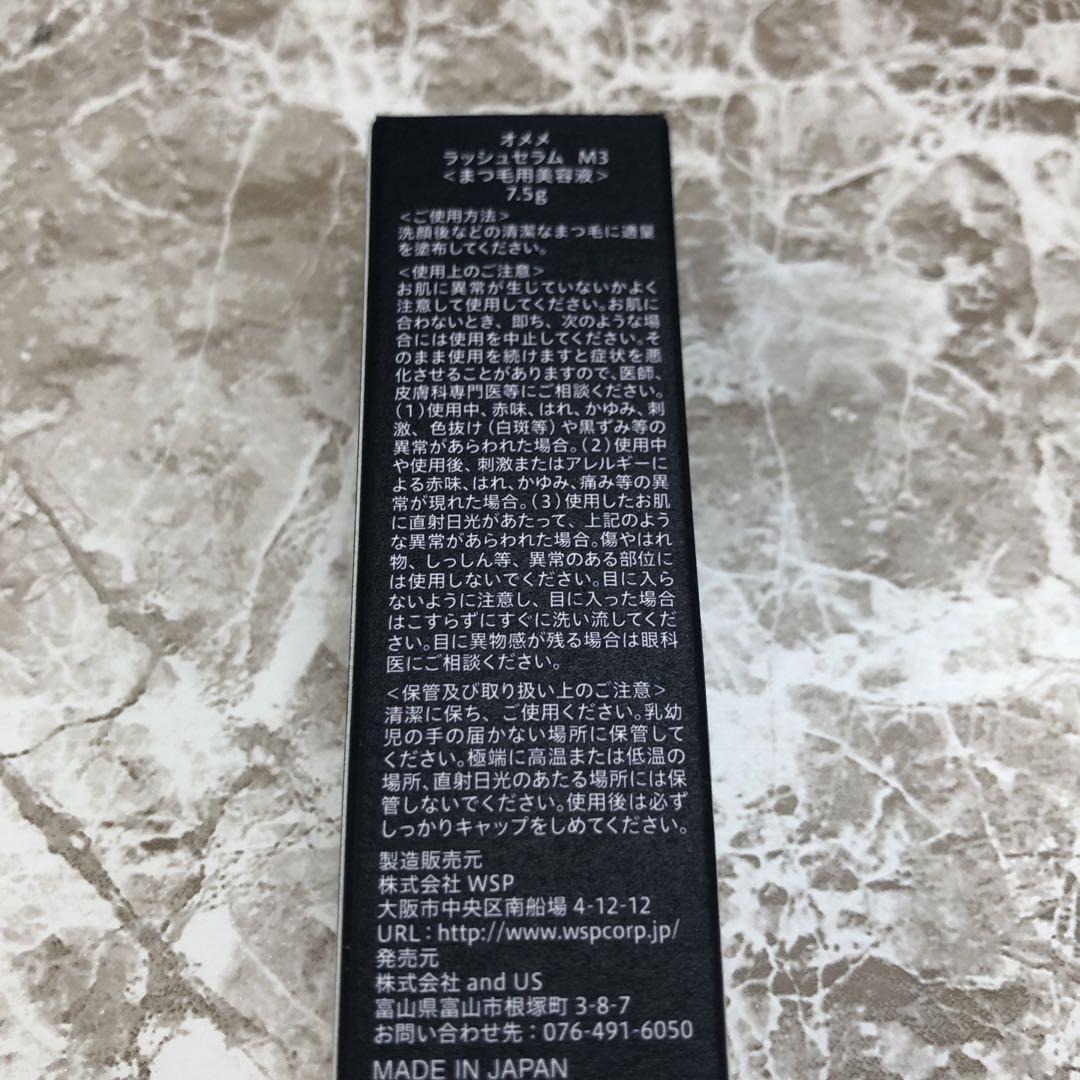 オメメ
ラッシュセラム M3
＜まつ毛用美容液＞
7.5g
＜ご使用方法＞
洗顔後などの清潔なまつ毛に適量
を塗布してください。
＜使用上のご注意＞
お肌に異常が生じていないかよく
注意して使用してください。お肌に
合わないとき、即ち、次のような場
合には使用を中止してください。そ
のまま使用を続けますと症状を悪
化させることがありますので、医師、
皮膚科専門医等にご相談ください。
（1）使用中、赤味、はれ、かゆみ、刺
激、色抜け（白斑等）や黒ずみ等の
異常があらわれた場合。（2）使用中
や使用後、刺激またはアレルギーに
よる赤味、はれ、かゆみ、痛み等の異
常が現れた場合。（3）使用したお肌
に直射日光があたって、上記のよう
な異常があらわれた場合。傷やはれ
物、しっしん等、異常のある部位に
は使用しないでください。目に入ら
ないように注意し、目に入った場合
はこすらずにすぐに洗い流してくだ
さい。目に異物感が残る場合は眼科
医にご相談ください。
＜保管及び取り扱い上のご注意＞
清潔に保ち、ご使用ください。乳幼
児の手の届かない場所に保管して
ください。極端に高温または低温の
場所、直射日光のあたる場所には保
管しないでください。使用後は必ず
しっかりキャップをしめてください。
製造販売元
株式会社 WSP
大阪市中央区南船場 4-12-12
URL：http://www.wspcorp.jp/
発売元
株式会社 and US
富山県富山市根塚町 3-8-7
お問い合わせ先：076-491-6050
MADE IN JAPAN